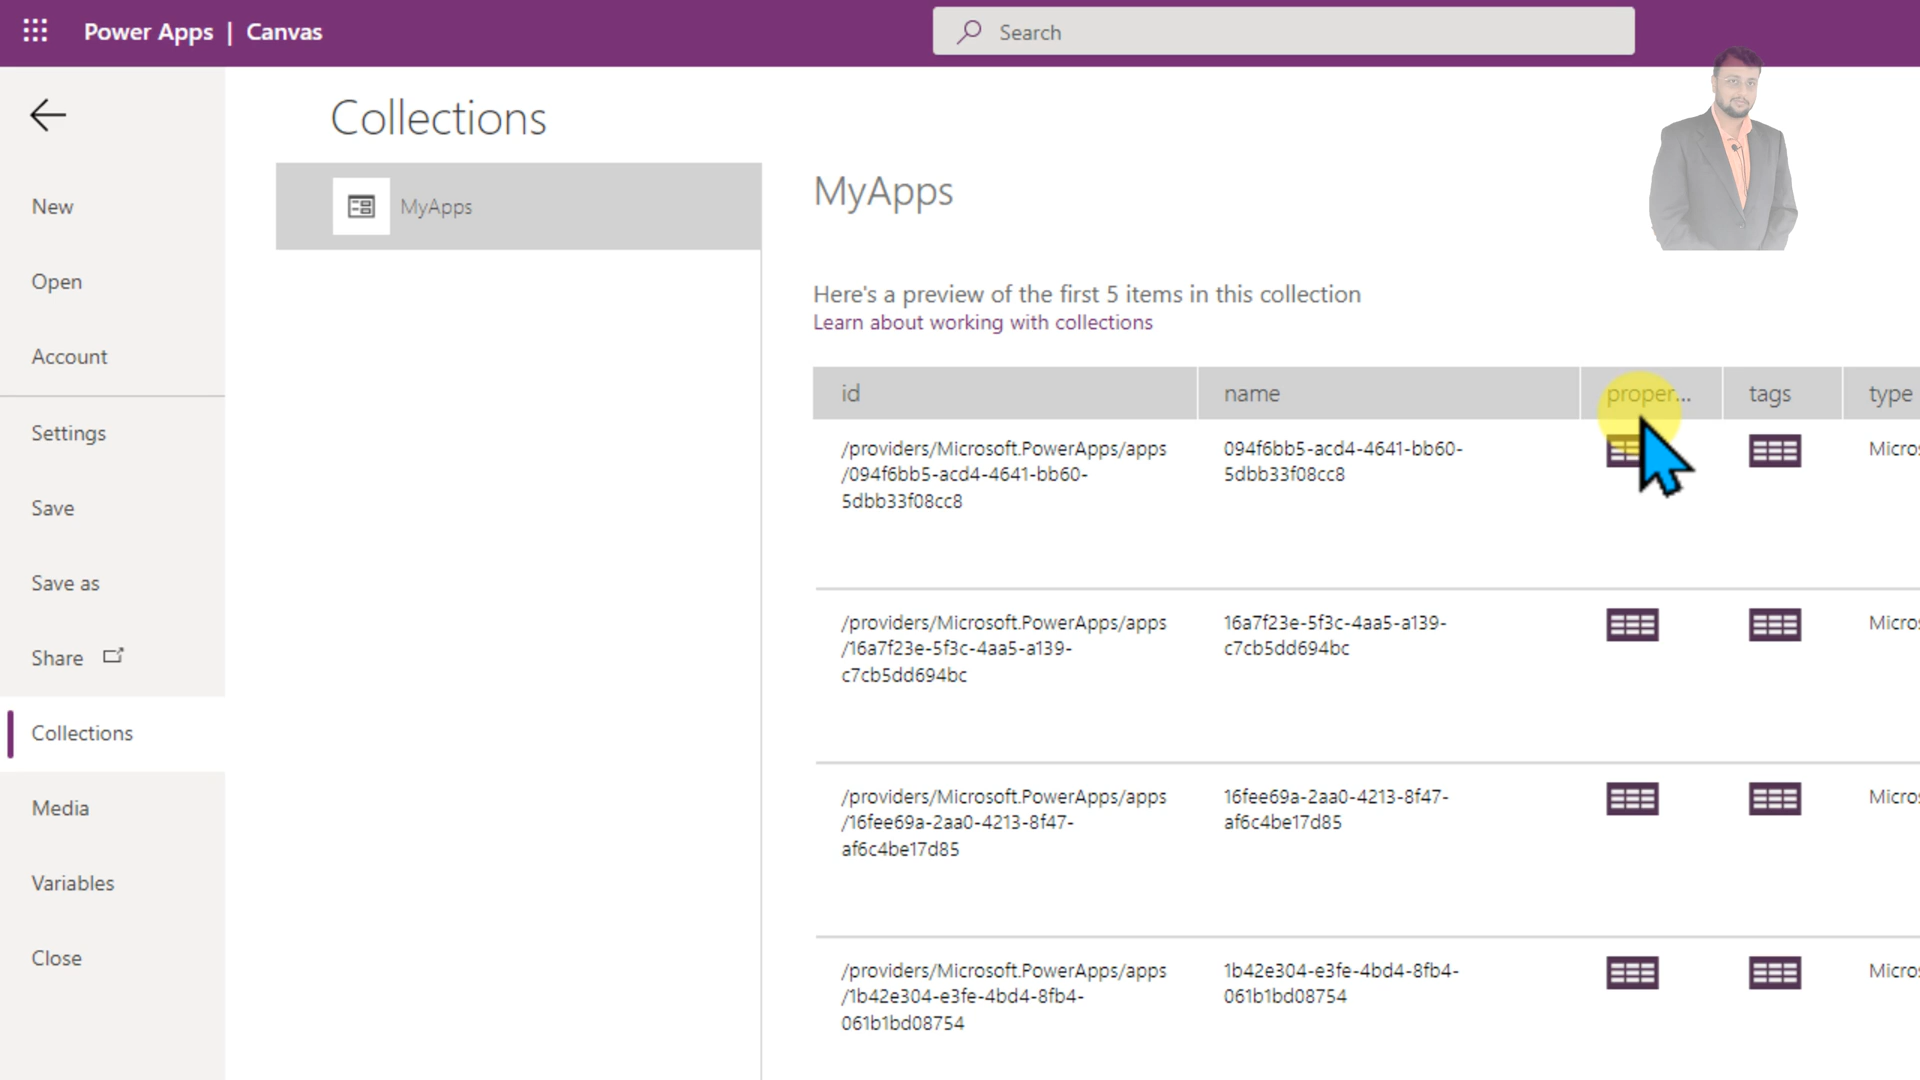 Power Apps | Canvas
Search
New
Open
Account
Settings
Save
Save as
Share
Collections
Media
Variables
Close
Collections
MyApps
MyApps
Here's a preview of the first 5 items in this collection
Learn about working with collections
id name proper... tags type
/providers/Microsoft.PowerApps/apps
/094f6bb5-acd4-4641-bb60-
5dbb33f08cc8
094f6bb5-acd4-4641-bb60-
5dbb33f08cc8
Micros
/providers/Microsoft.PowerApps/apps
/16a7f23e-5f3c-4aa5-a139-
c7cb5dd694bc
16a7f23e-5f3c-4aa5-a139-
c7cb5dd694bc
Micros
/providers/Microsoft.PowerApps/apps
/16fee69a-2aa0-4213-8f47-
af6c4be17d85
16fee69a-2aa0-4213-8f47-
af6c4be17d85
Micros
/providers/Microsoft.PowerApps/apps
/1b42e304-e3fe-4bd4-8fb4-
061b1bd08754
1b42e304-e3fe-4bd4-8fb4-
061b1bd08754
Micros